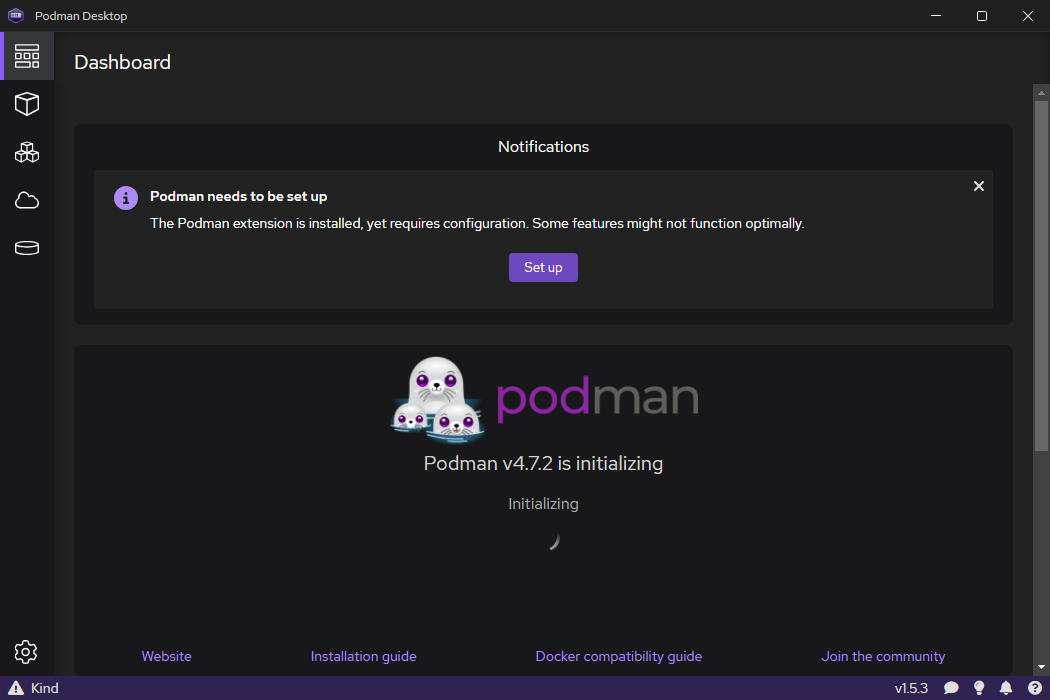 Podman Desktop
Dashboard
Notifications
Podman needs to be set up
The Podman extension is installed, yet requires configuration. Some features might not function optimally.
Set up
podman
Podman v4.7.2 is initializing
Initializing
Website Installation guide Docker compatibility guide Join the community
Kind v1.5.3